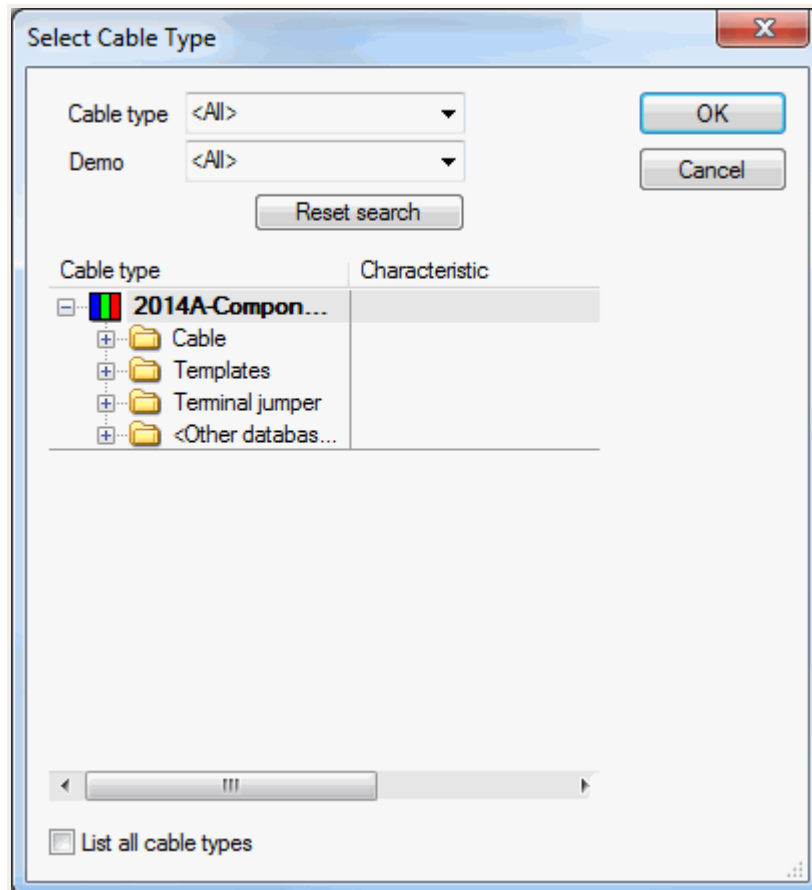 Select Cable Type
Cable type <All>
OK
Demo <All>
Cancel
Reset search
Cable type Characteristic
2014A-Compon...
Cable
Templates
Terminal jumper
<Other databas...
List all cable types